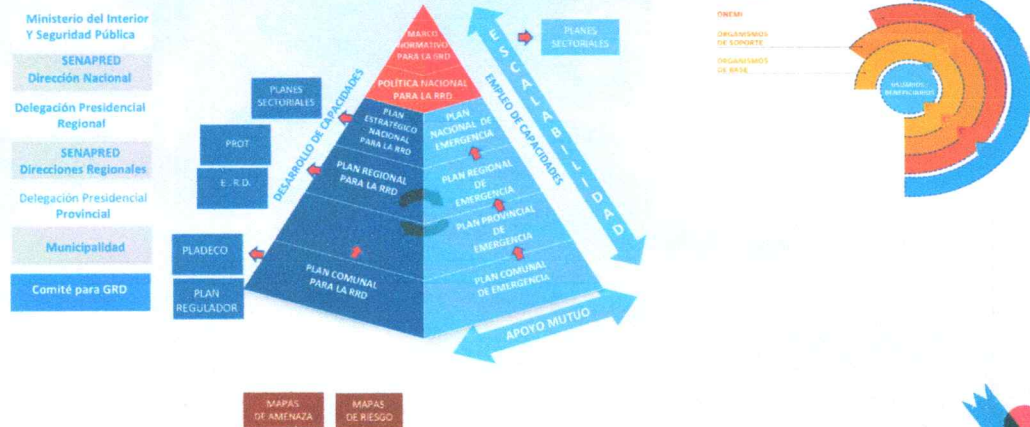 Ministerio del Interior
Y Seguridad Pública
SENAPRED
Dirección Nacional
Delegación Presidencial
Regional
SENAPRED
Direcciones Regionales
Delegación Presidencial
Provincial
Municipalidad
Comité para GRD
PLANES
SECTORIALES
PROT
E . R.D.
PLADECO
PLAN
REGULADOR
DESARROLLO DE CAPACIDADES
MARCO
NORMATIVO
PARA LA GRD
POLÍTICA NACIONAL
PARA LA RRD
PLAN
ESTRATÉGICO
NACIONAL
PARA LA RRD
PLAN REGIONAL
PARA LA RRD
PLAN COMUNAL
PARA LA RRD
PLAN
NACIONAL DE
EMERGENCIA
PLAN REGIONAL
DE
EMERGENCIA
PLAN PROVINCIAL
DE
EMERGENCIA
PLAN COMUNAL
DE EMERGENCIA
EMPLEO DE CAPACIDADES
ESCALABILIDAD
APOYO MUTUO
PLANES
SECTORIALES
MAPAS
DE AMENAZA
MAPAS
DE RIESGO
ONEMI
ORGANISMOS
DE SOPORTE
ORGANISMOS
DE BASE
USUARIOS
BENEFICIARIOS